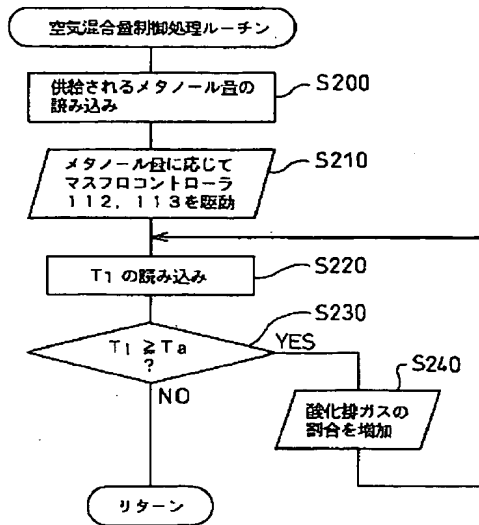 空気混合量制御処理ルーチン
供給されるメタノール量の
読み込み
S200
メタノール量に応じて
マスフロコントローラ
112,113を駆動
S210
T1の読み込み
S220
T1≧Ta
?
S230
YES
NO
酸化排ガスの
割合を増加
S240
リターン